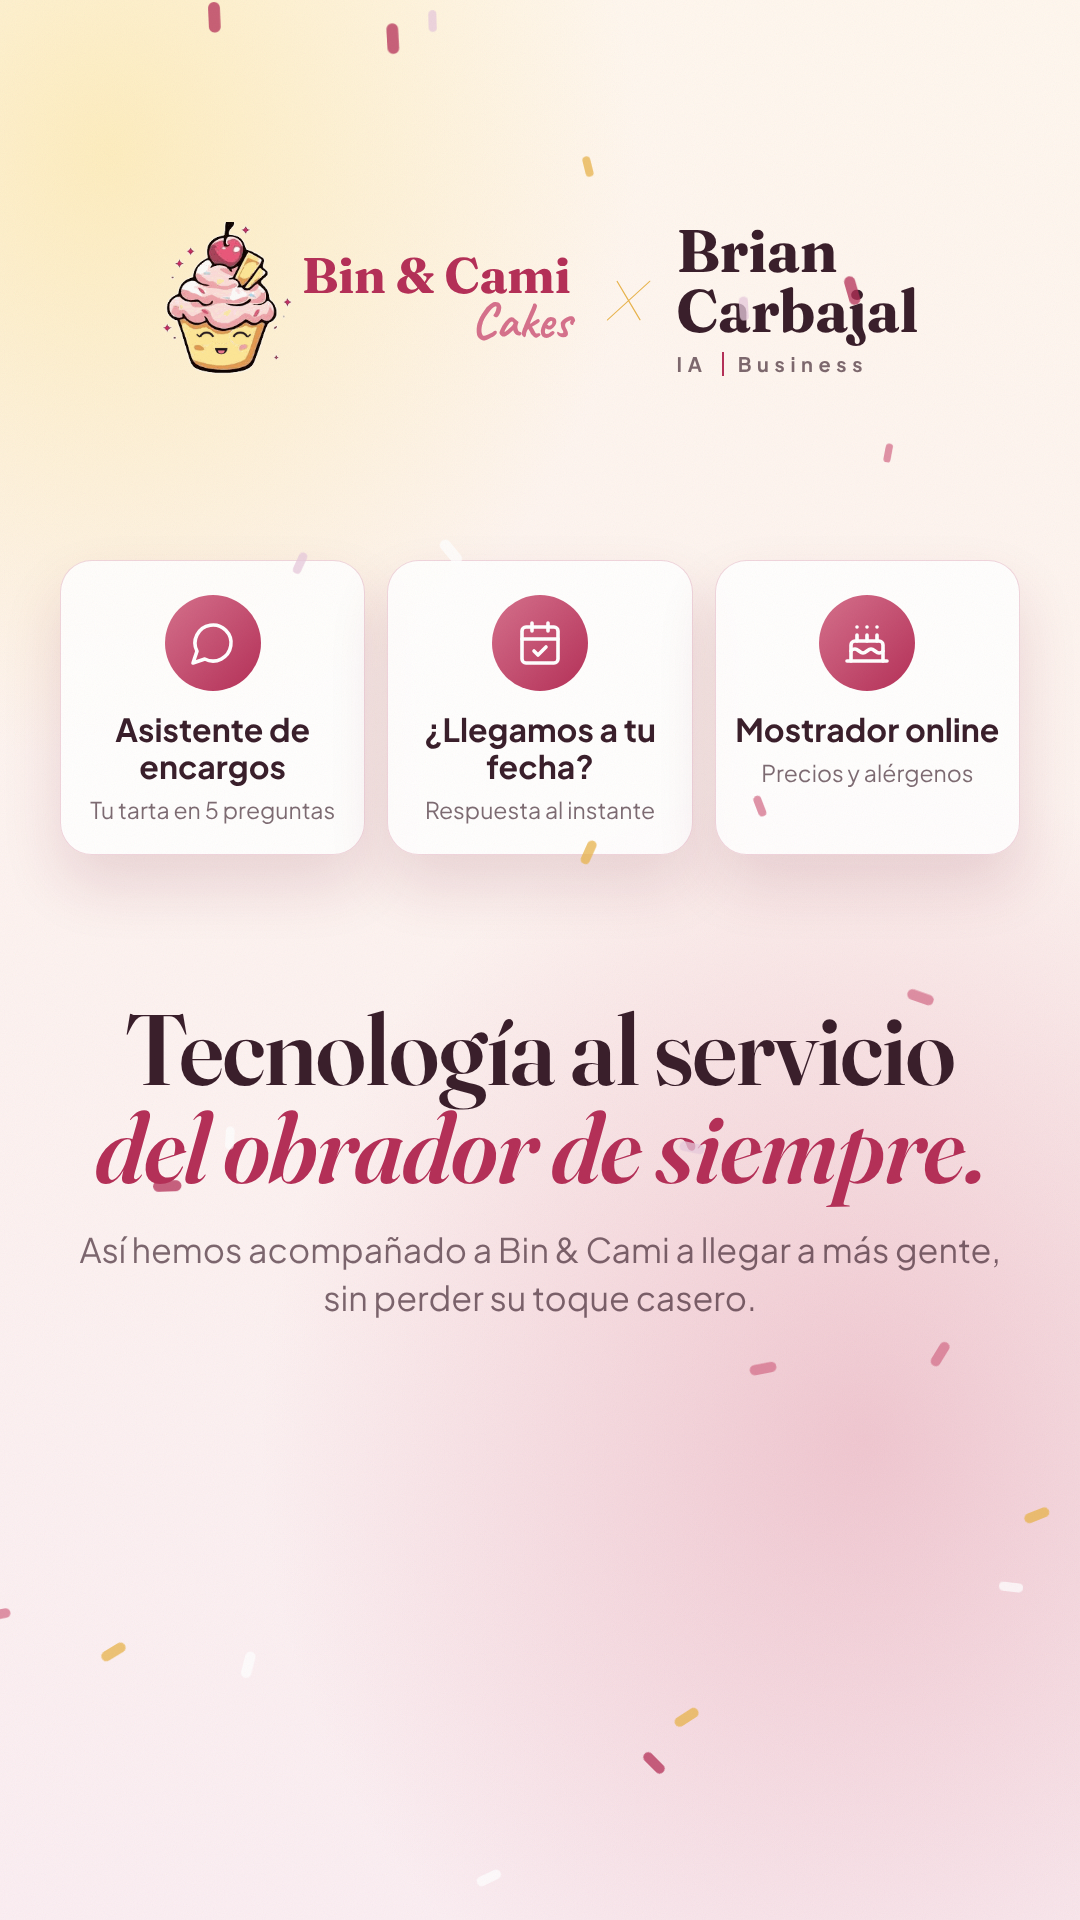 Bin & Cami
Cakes
Brian
Carbajal
IA | Business
Asistente de
encargos
Tu tarta en 5 preguntas
¿Llegamos a tu
fecha?
Respuesta al instante
Mostrador online
Precios y alérgenos
Tecnología al servicio
del obrador de siempre.
Así hemos acompañado a Bin & Cami a llegar a más gente,
sin perder su toque casero.